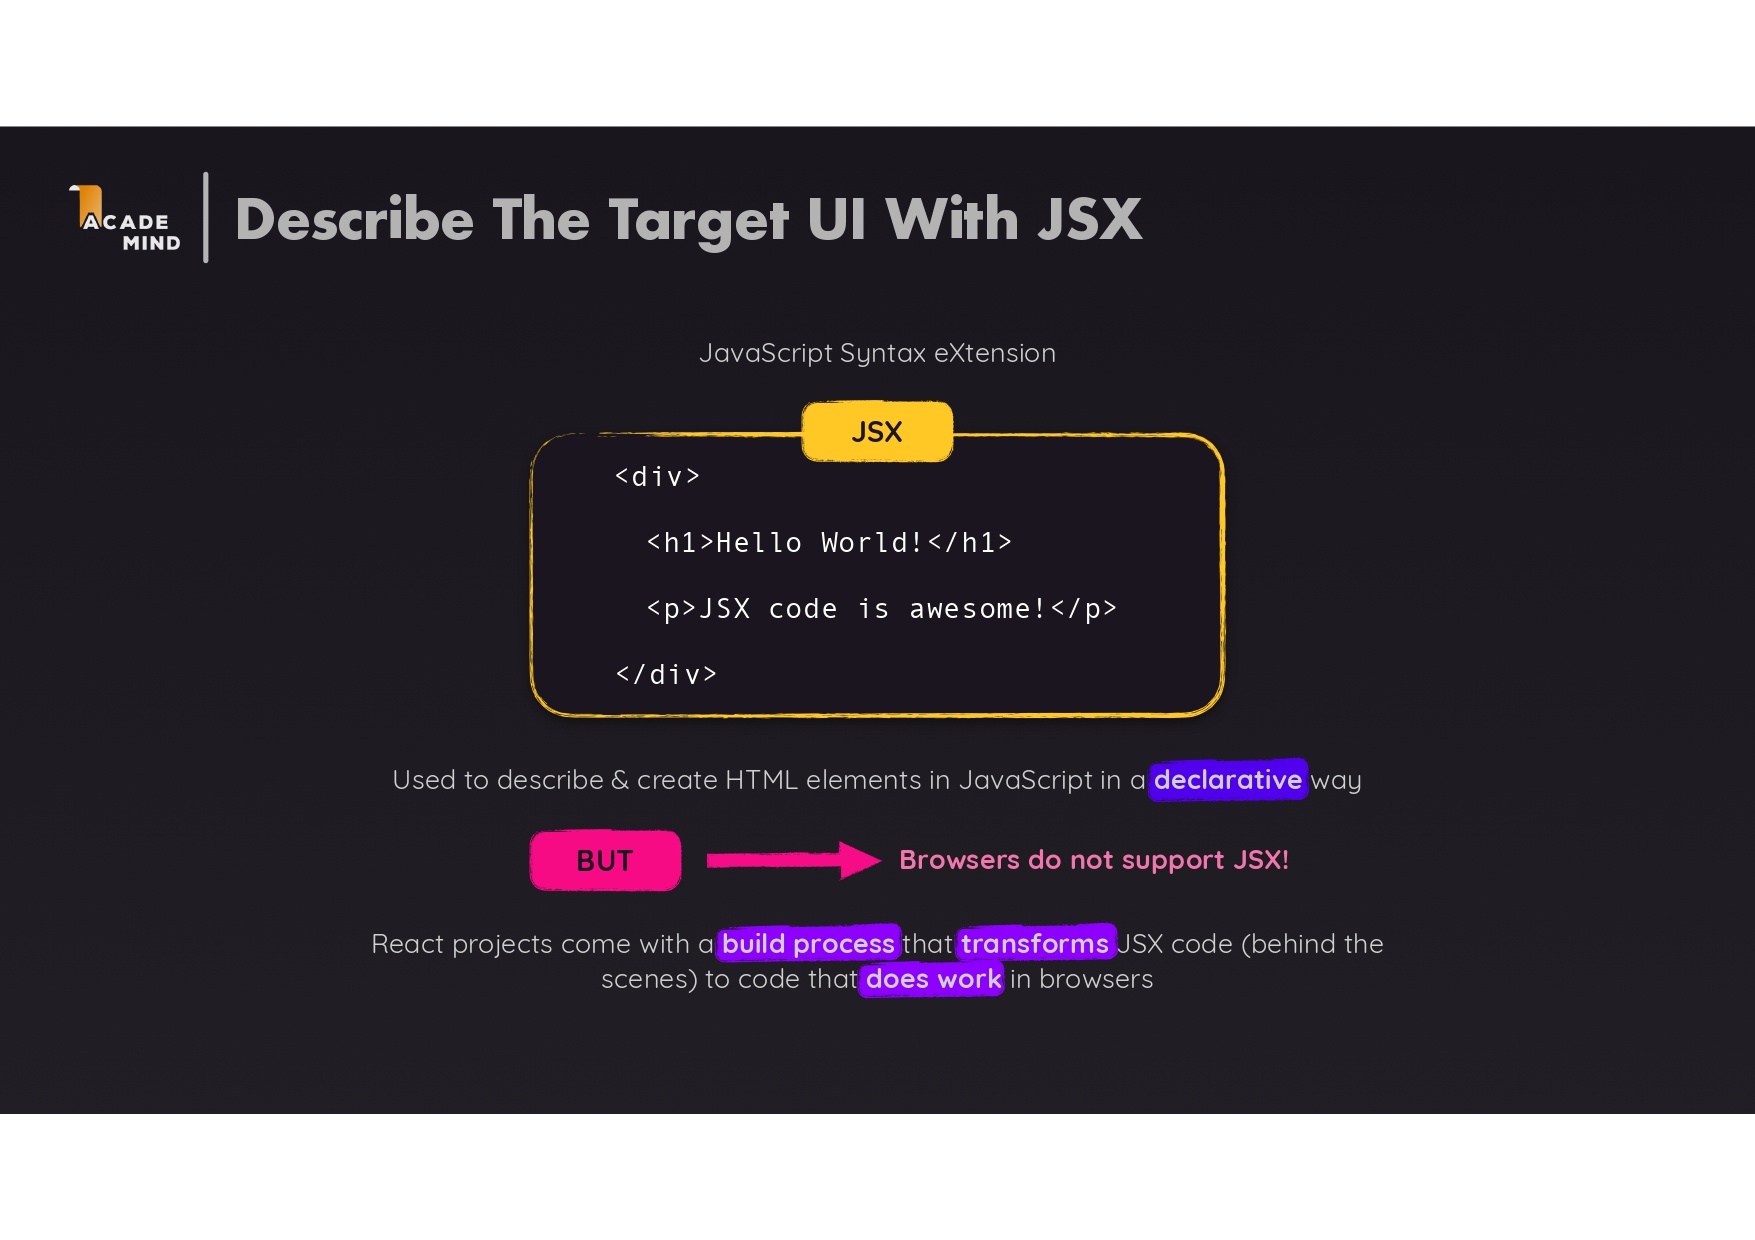 ACADE
MIND
Describe The Target UI With JSX
JavaScript Syntax eXtension
JSX
<div>
<h1>Hello World!</h1>
<p>JSX code is awesome!</p>
</div>
Used to describe & create HTML elements in JavaScript in a declarative way
BUT
Browsers do not support JSX!
React projects come with a build process that transforms JSX code (behind the
scenes) to code that does work in browsers